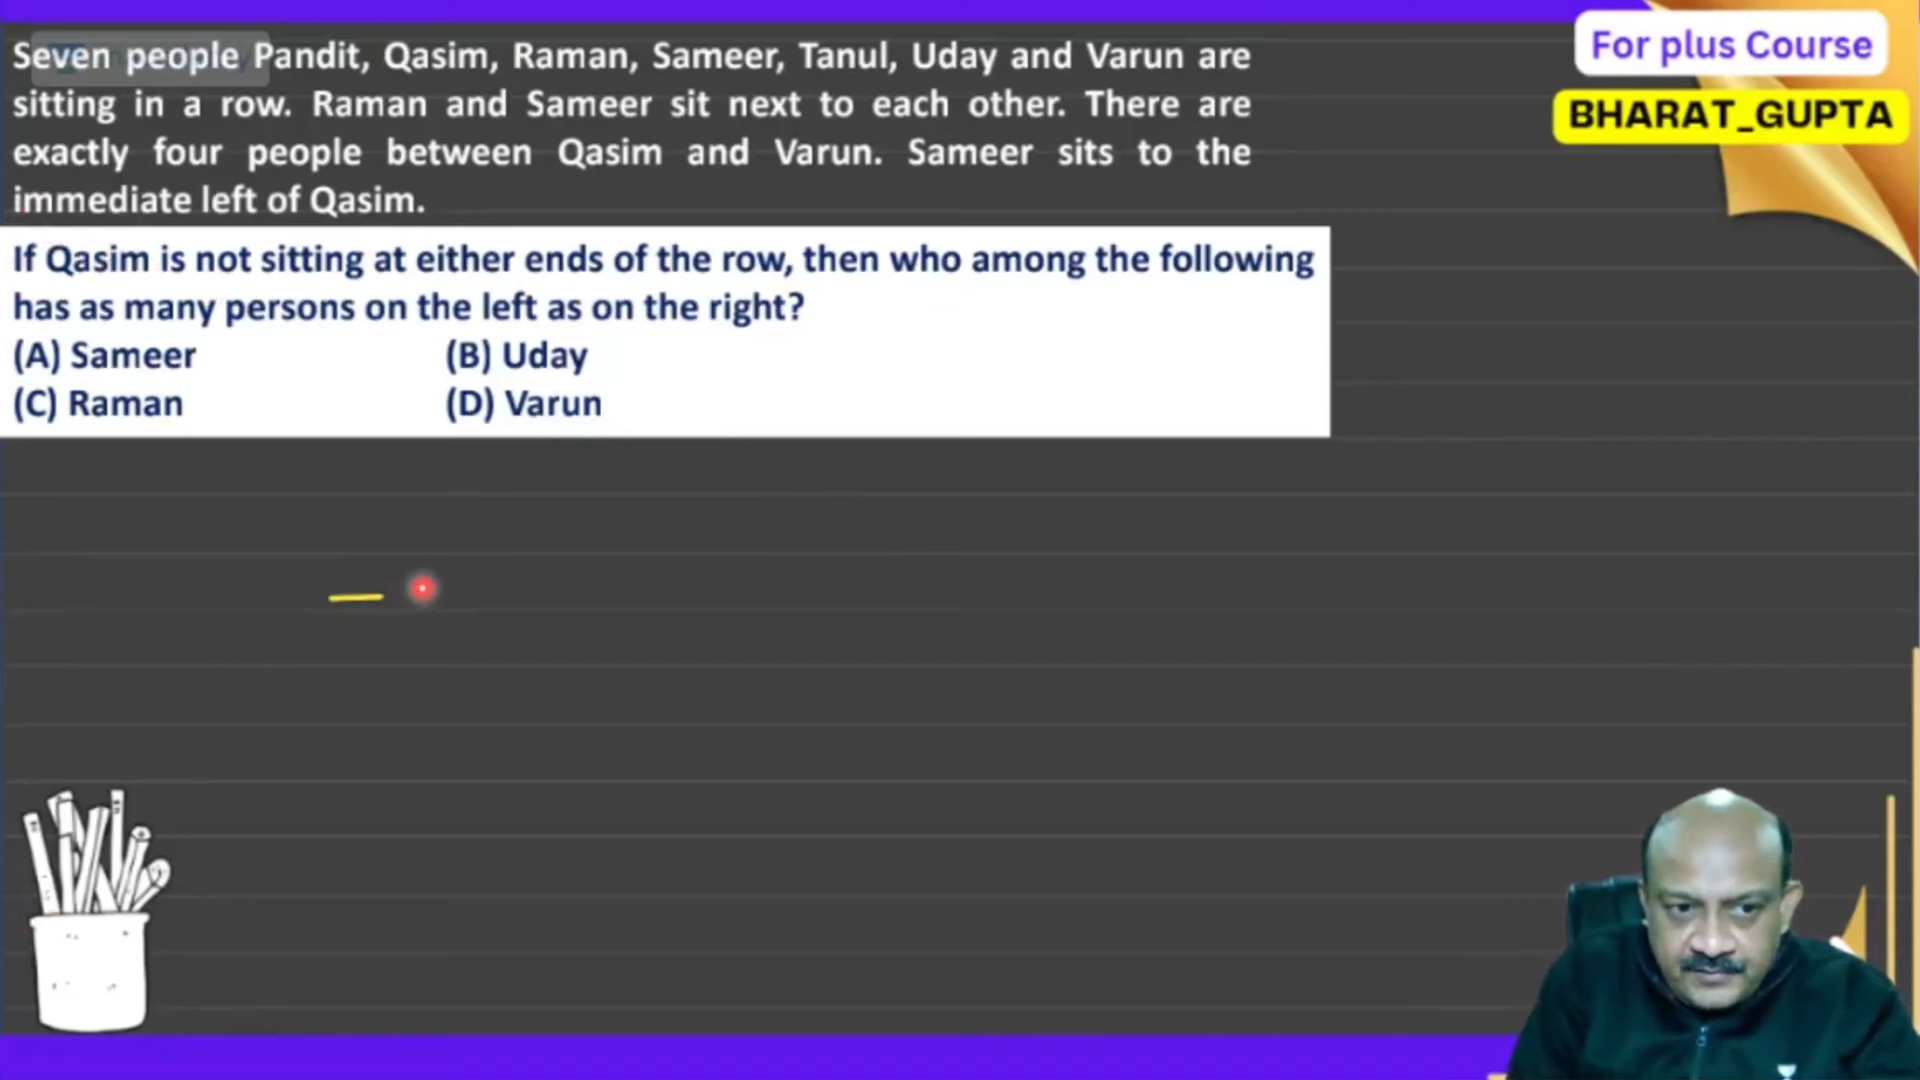 Seven people Pandit, Qasim, Raman, Sameer, Tanul, Uday and Varun are
sitting in a row. Raman and Sameer sit next to each other. There are
exactly four people between Qasim and Varun. Sameer sits to the
immediate left of Qasim.
If Qasim is not sitting at either ends of the row, then who among the following
has as many persons on the left as on the right?
(A) Sameer (B) Uday
(C) Raman (D) Varun
For plus Course
BHARAT_GUPTA